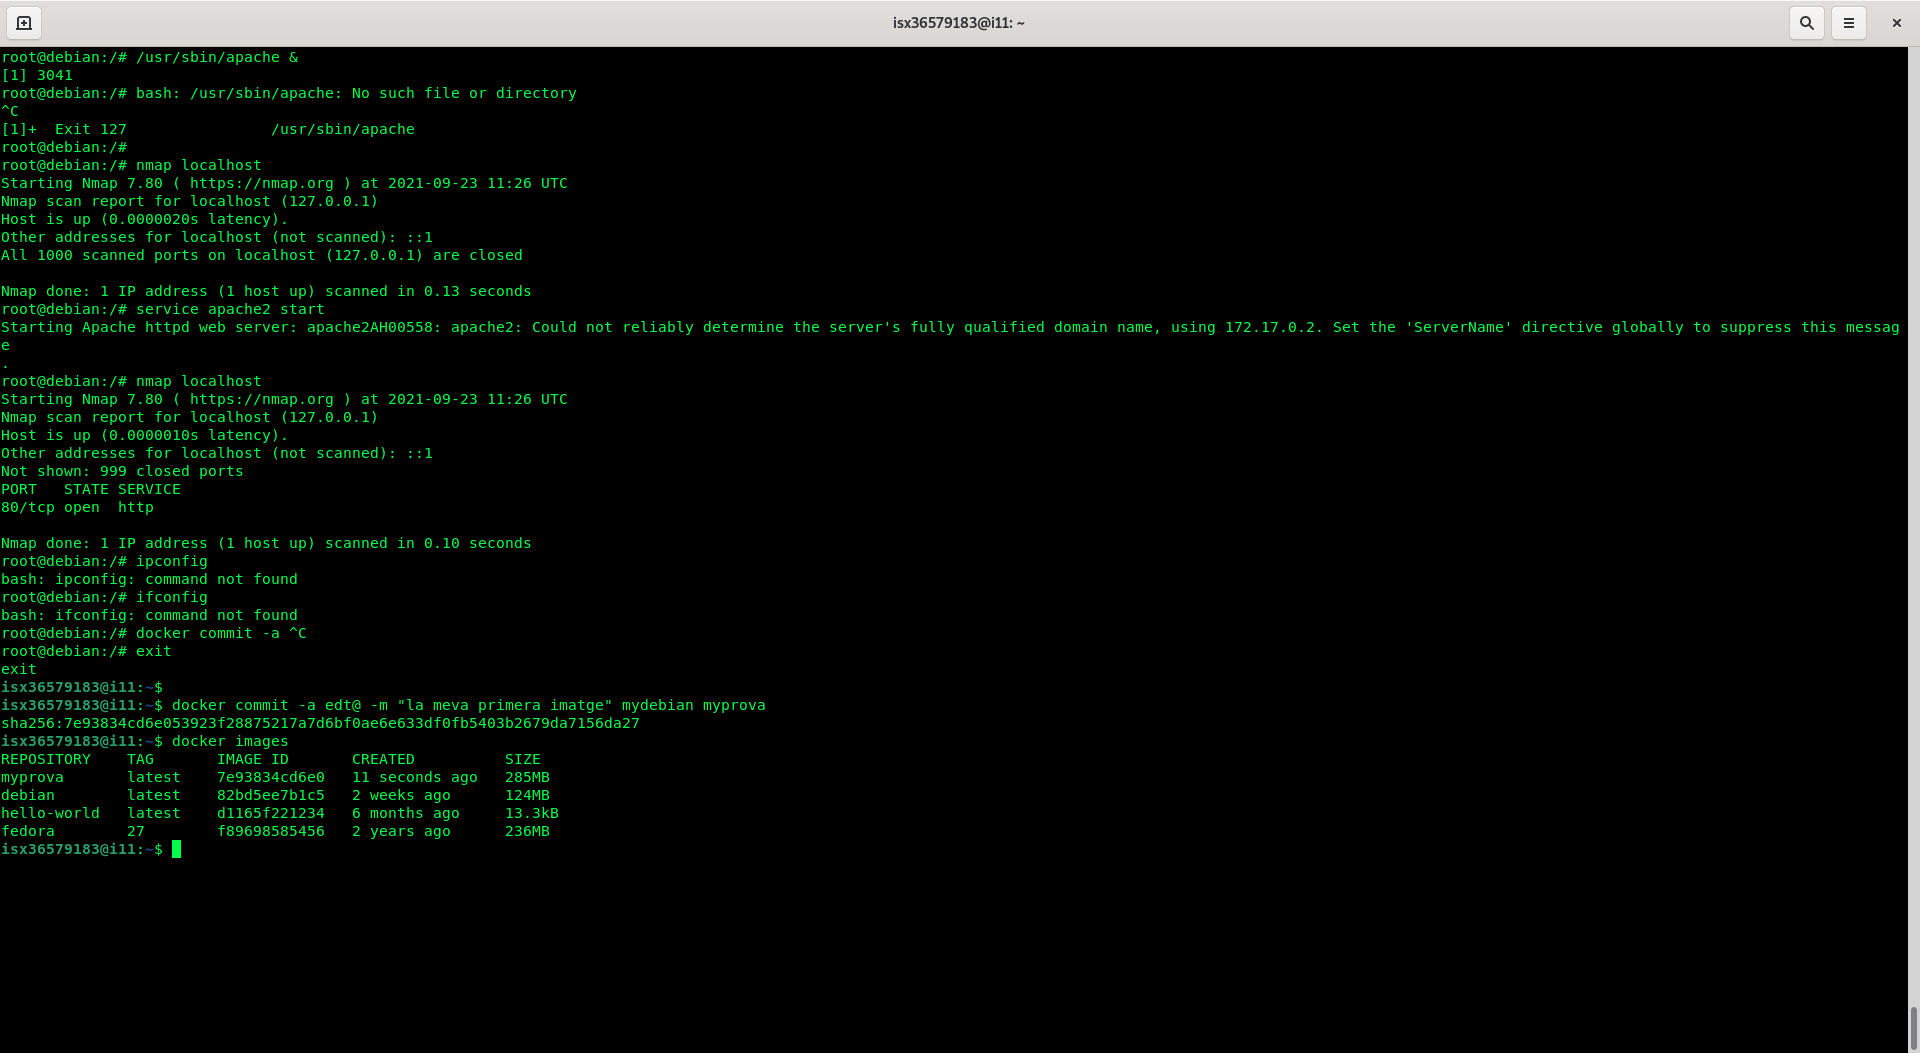 isx36579183@i11: ~
root@debian:/# /usr/sbin/apache &
[1] 3041
root@debian:/# bash: /usr/sbin/apache: No such file or directory
^C
[1]+  Exit 127                /usr/sbin/apache
root@debian:/#
root@debian:/# nmap localhost
Starting Nmap 7.80 ( https://nmap.org ) at 2021-09-23 11:26 UTC
Nmap scan report for localhost (127.0.0.1)
Host is up (0.0000020s latency).
Other addresses for localhost (not scanned): ::1
All 1000 scanned ports on localhost (127.0.0.1) are closed

Nmap done: 1 IP address (1 host up) scanned in 0.13 seconds
root@debian:/# service apache2 start
Starting Apache httpd web server: apache2AH00558: apache2: Could not reliably determine the server's fully qualified domain name, using 172.17.0.2. Set the 'ServerName' directive globally to suppress this messag
e
.
root@debian:/# nmap localhost
Starting Nmap 7.80 ( https://nmap.org ) at 2021-09-23 11:26 UTC
Nmap scan report for localhost (127.0.0.1)
Host is up (0.0000010s latency).
Other addresses for localhost (not scanned): ::1
Not shown: 999 closed ports
PORT   STATE SERVICE
80/tcp open  http

Nmap done: 1 IP address (1 host up) scanned in 0.10 seconds
root@debian:/# ipconfig
bash: ipconfig: command not found
root@debian:/# ifconfig
bash: ifconfig: command not found
root@debian:/# docker commit -a ^C
root@debian:/# exit
exit
isx36579183@i11:~$
isx36579183@i11:~$ docker commit -a edt@ -m "la meva primera imatge" mydebian myprova
sha256:7e93834cd6e053923f28875217a7d6bf0ae6e633df0fb5403b2679da7156da27
isx36579183@i11:~$ docker images
REPOSITORY    TAG       IMAGE ID       CREATED          SIZE
myprova       latest    7e93834cd6e0   11 seconds ago   285MB
debian        latest    82bd5ee7b1c5   2 weeks ago      124MB
hello-world   latest    d1165f221234   6 months ago     13.3kB
fedora        27        f89698585456   2 years ago      236MB
isx36579183@i11:~$